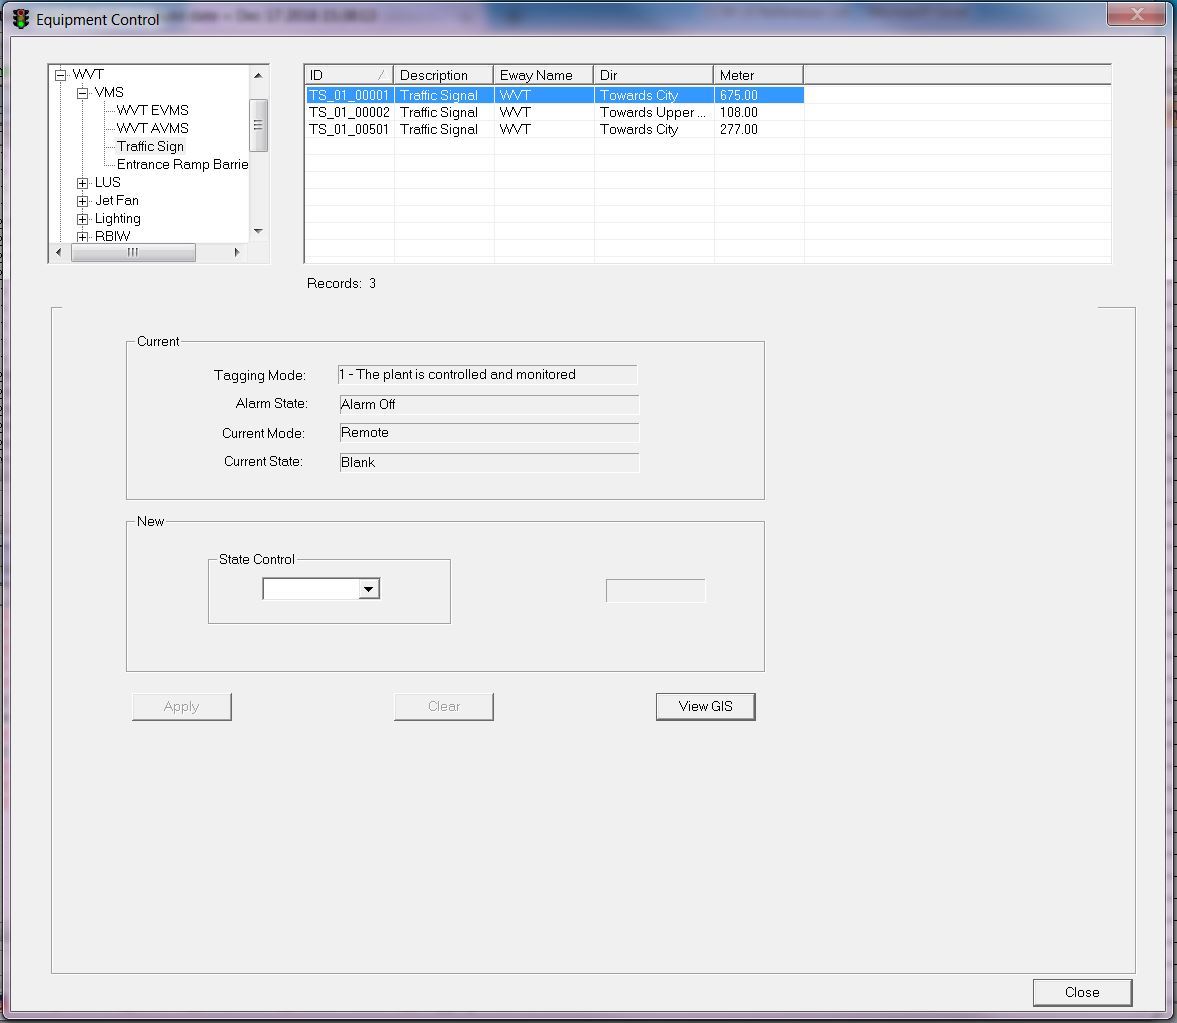 Equipment Control
WVT
VMS
WVT EVMS
WVT AVMS
Traffic Sign
Entrance Ramp Barrie
LUS
Jet Fan
Lighting
RBIW
ID Description Eway Name Dir Meter
TS_01_00001 Traffic Signal WVT Towards City 675.00
TS_01_00002 Traffic Signal WVT Towards Upper ... 108.00
TS_01_00501 Traffic Signal WVT Towards City 277.00
Records: 3
Current
Tagging Mode: 1 - The plant is controlled and monitored
Alarm State: Alarm Off
Current Mode: Remote
Current State: Blank
New
State Control
Apply Clear View GIS
Close